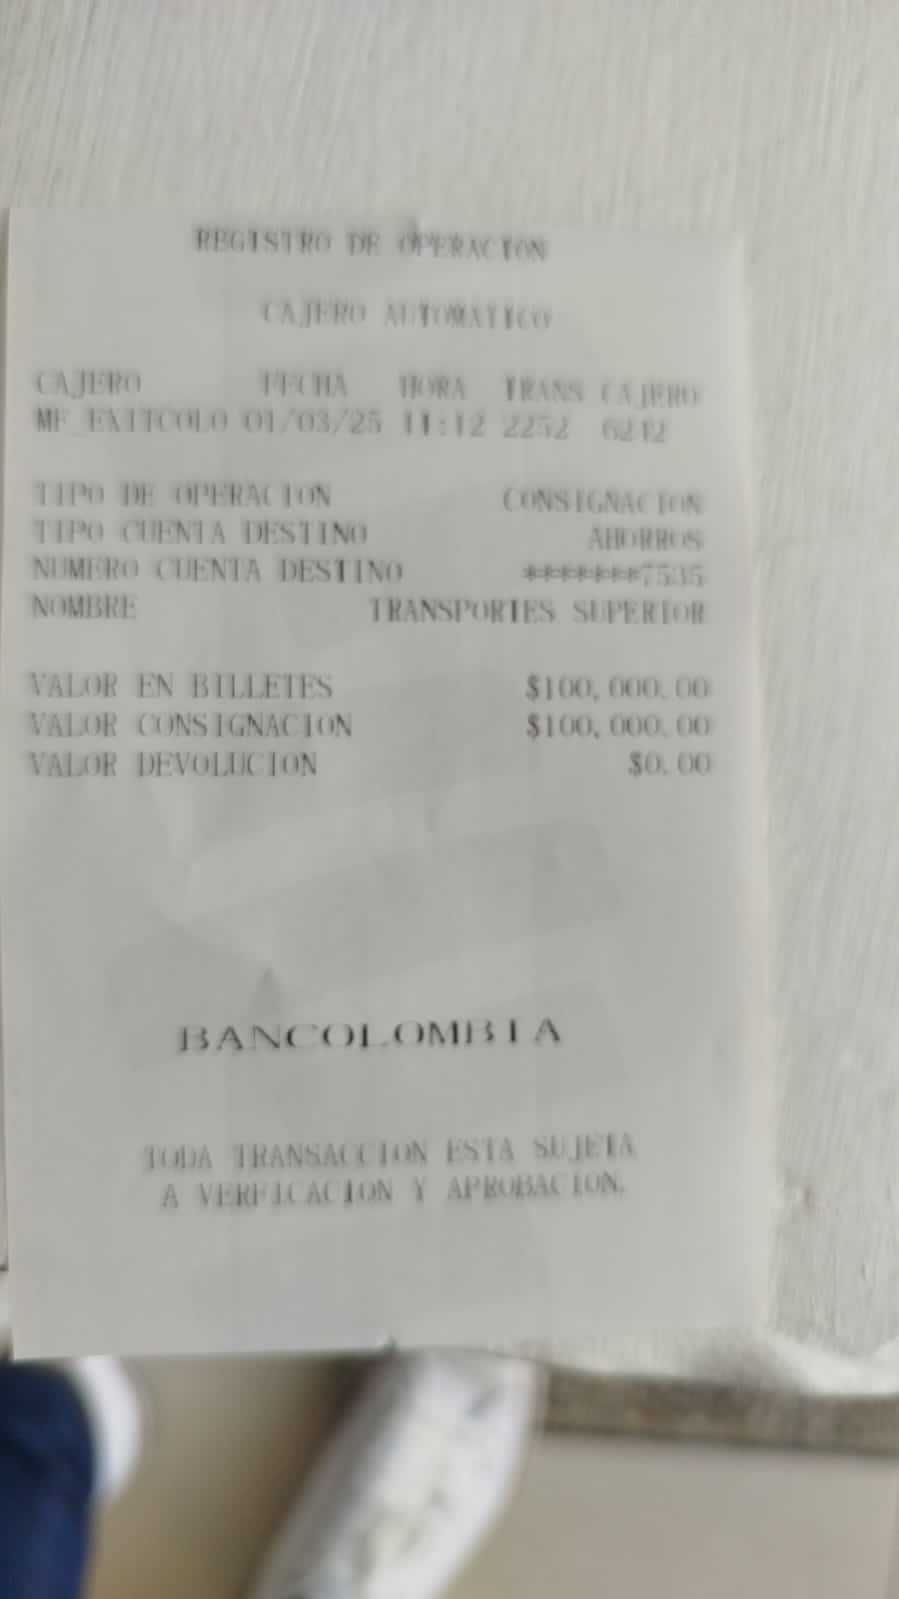 REGISTRO DE OPERACION
CAJERO AUTOMATICO
CAJERO FECHA HORA TRANS CAJERO
MF_EXITCOLO 01/03/25 11:12 2252 6242
TIPO DE OPERACION CONSIGNACION
TIPO CUENTA DESTINO AHORROS
NUMERO CUENTA DESTINO *******7535
NOMBRE TRANSPORTES SUPERIOR
VALOR EN BILLETES $100,000.00
VALOR CONSIGNACION $100,000.00
VALOR DEVOLUCION $0.00
BANCOLOMBIA
TODA TRANSACCION ESTA SUJETA
A VERFICACION Y APROBACION.